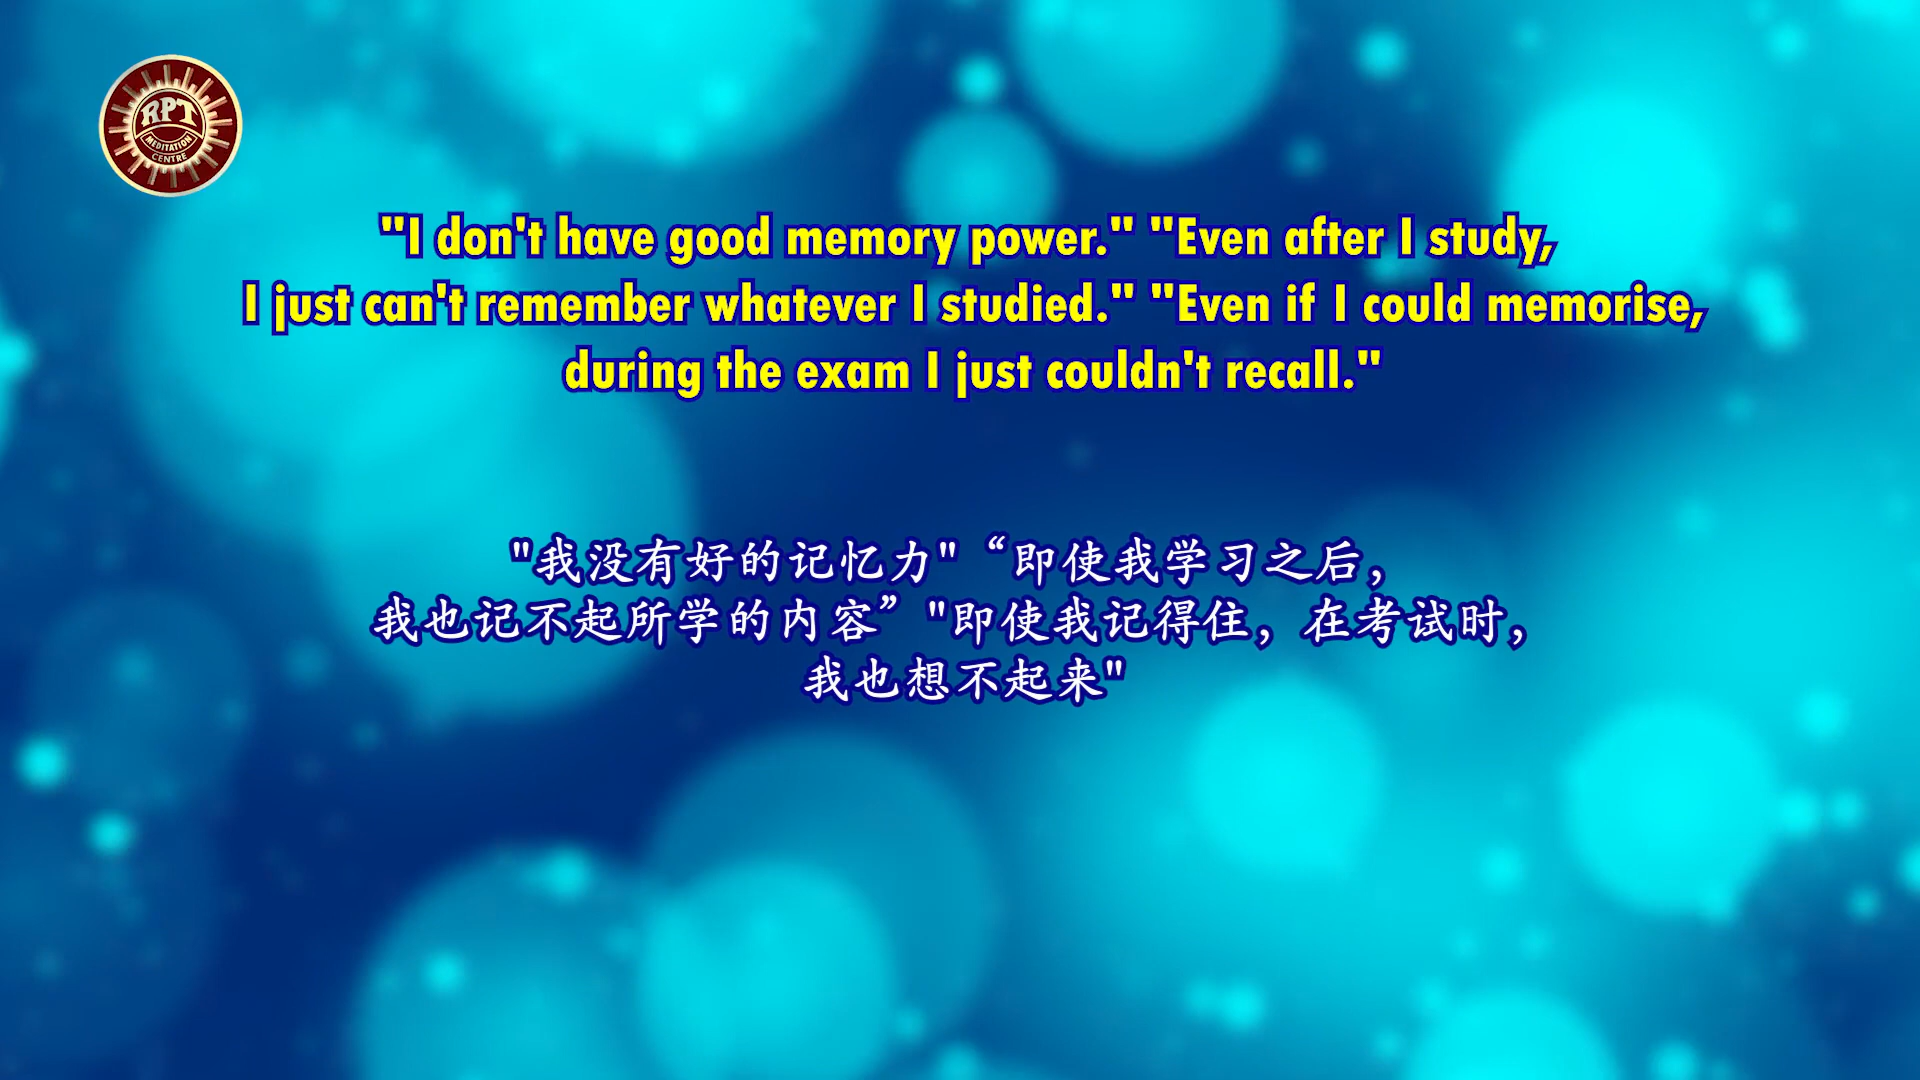 RPT
MEDITATION
CENTRE
"I don't have good memory power." "Even after I study,
I just can't remember whatever I studied." "Even if I could memorise,
during the exam I just couldn't recall."
"我没有好的记忆力"“即使我学习之后，
我也记不起所学的内容”"即使我记得住，在考试时，
我也想不起来"